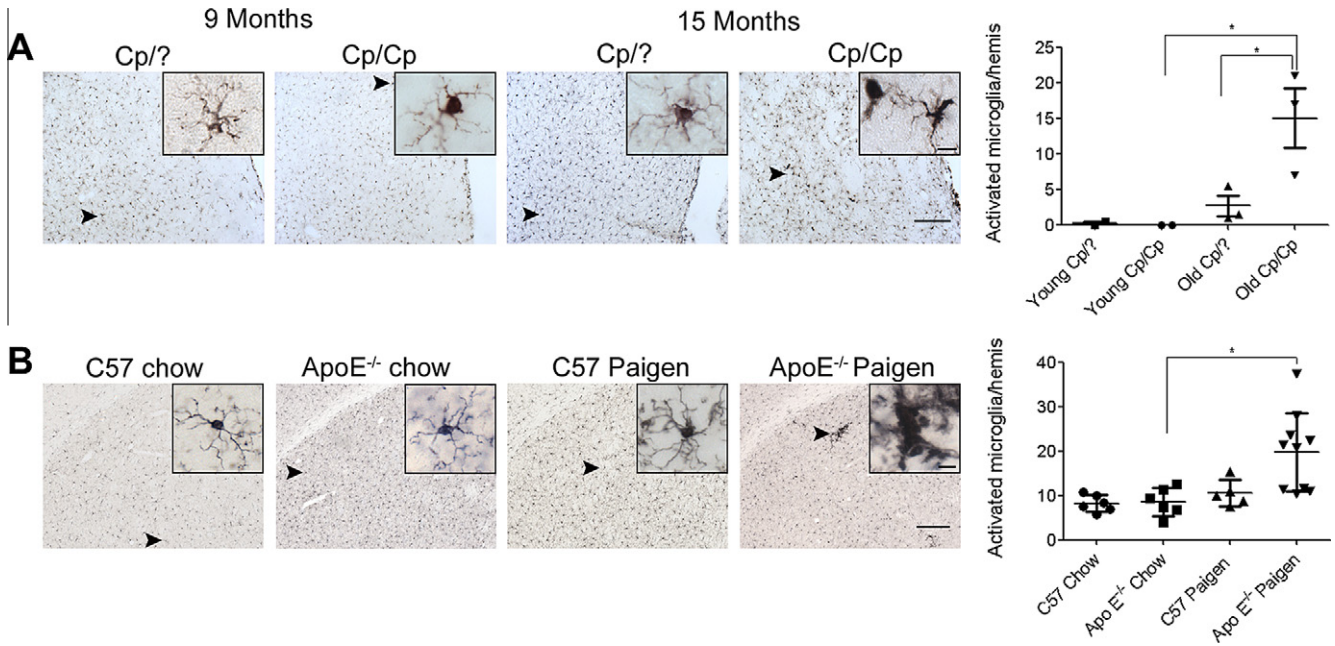 9 Months
15 Months
A
Cp/?
Cp/Cp
Cp/?
Cp/Cp
Activated microglia/hemis
25
20
15
10
5
0
*
*
Young Cp/?
Young Cp/Cp
Old Cp/?
Old Cp/Cp
B
C57 chow
ApoE-/- chow
C57 Paigen
ApoE-/- Paigen
Activated microglia/hemis
40
30
20
10
0
*
C57 Chow
Apo E-/- Chow
C57 Paigen
Apo E-/- Paigen